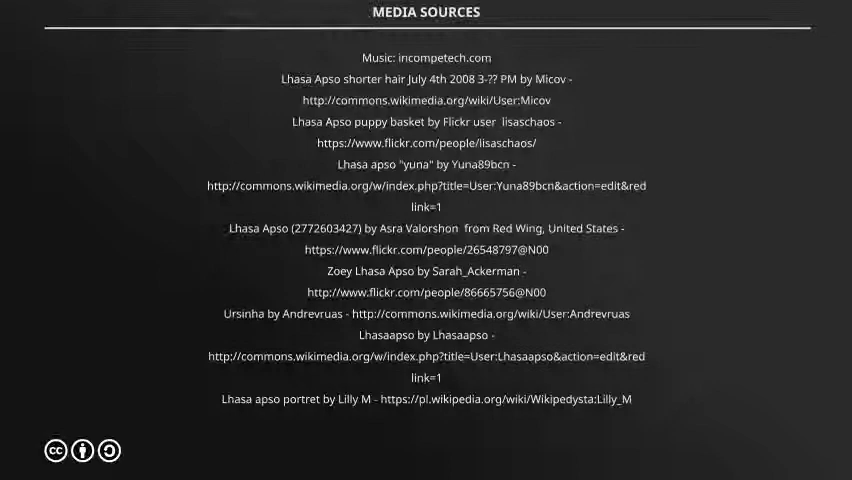 MEDIA SOURCES
Music: incompetech.com
Lhasa Apso shorter hair July 4th 2008 3-?? PM by Micov -
http://commons.wikimedia.org/wiki/User:Micov
Lhasa Apso puppy basket by Flickr user lisaschaos -
https://www.flickr.com/people/lisaschaos/
Lhasa apso "yuna" by Yuna89bcn -
http://commons.wikimedia.org/w/index.php?title=User:Yuna89bcn&action=edit&red
link=1
Lhasa Apso (2772603427) by Asra Valorshon from Red Wing, United States -
https://www.flickr.com/people/26548797@N00
Zoey Lhasa Apso by Sarah_Ackerman -
http://www.flickr.com/people/86665756@N00
Ursinha by Andrevruas - http://commons.wikimedia.org/wiki/User:Andrevruas
Lhasaapso by Lhasaapso -
http://commons.wikimedia.org/w/index.php?title=User:Lhasaapso&action=edit&red
link=1
Lhasa apso portret by Lilly M - https://pl.wikipedia.org/wiki/Wikipedysta:Lilly_M
cc